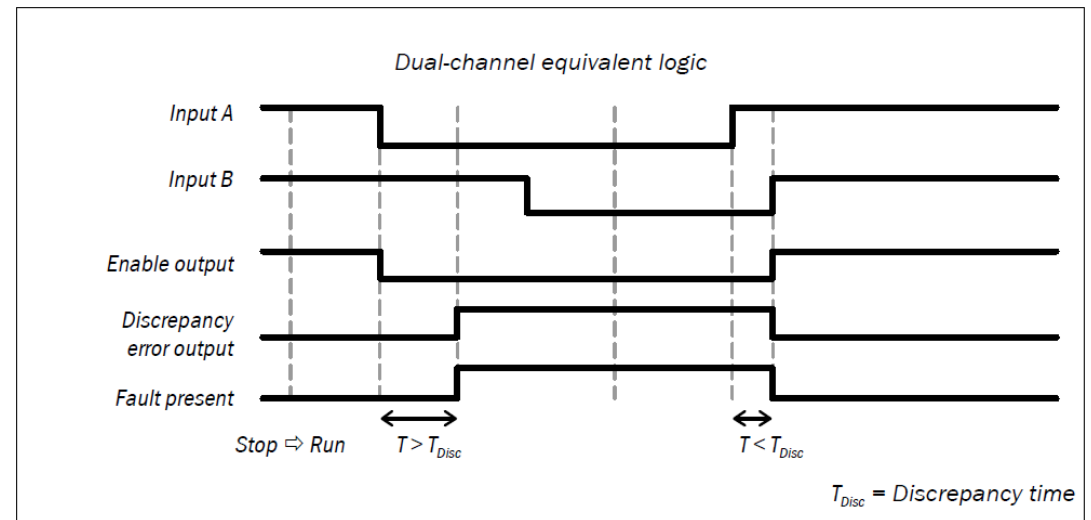 Dual-channel equivalent logic
Input A
Input B
Enable output
Discrepancy
error output
Fault present
Stop ⇨ Run
T > T_Disc
T < T_Disc
T_Disc = Discrepancy time